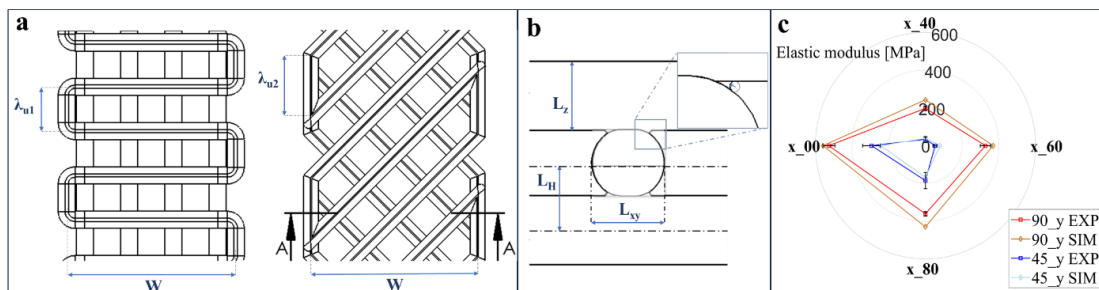 a
λu1
W
λu2
A
A
W
b
Lz
LH
Lxy
c
x_40
600
Elastic modulus [MPa]
400
200
x_00
0
x_60
x_80
90_y EXP
90_y SIM
45_y EXP
45_y SIM